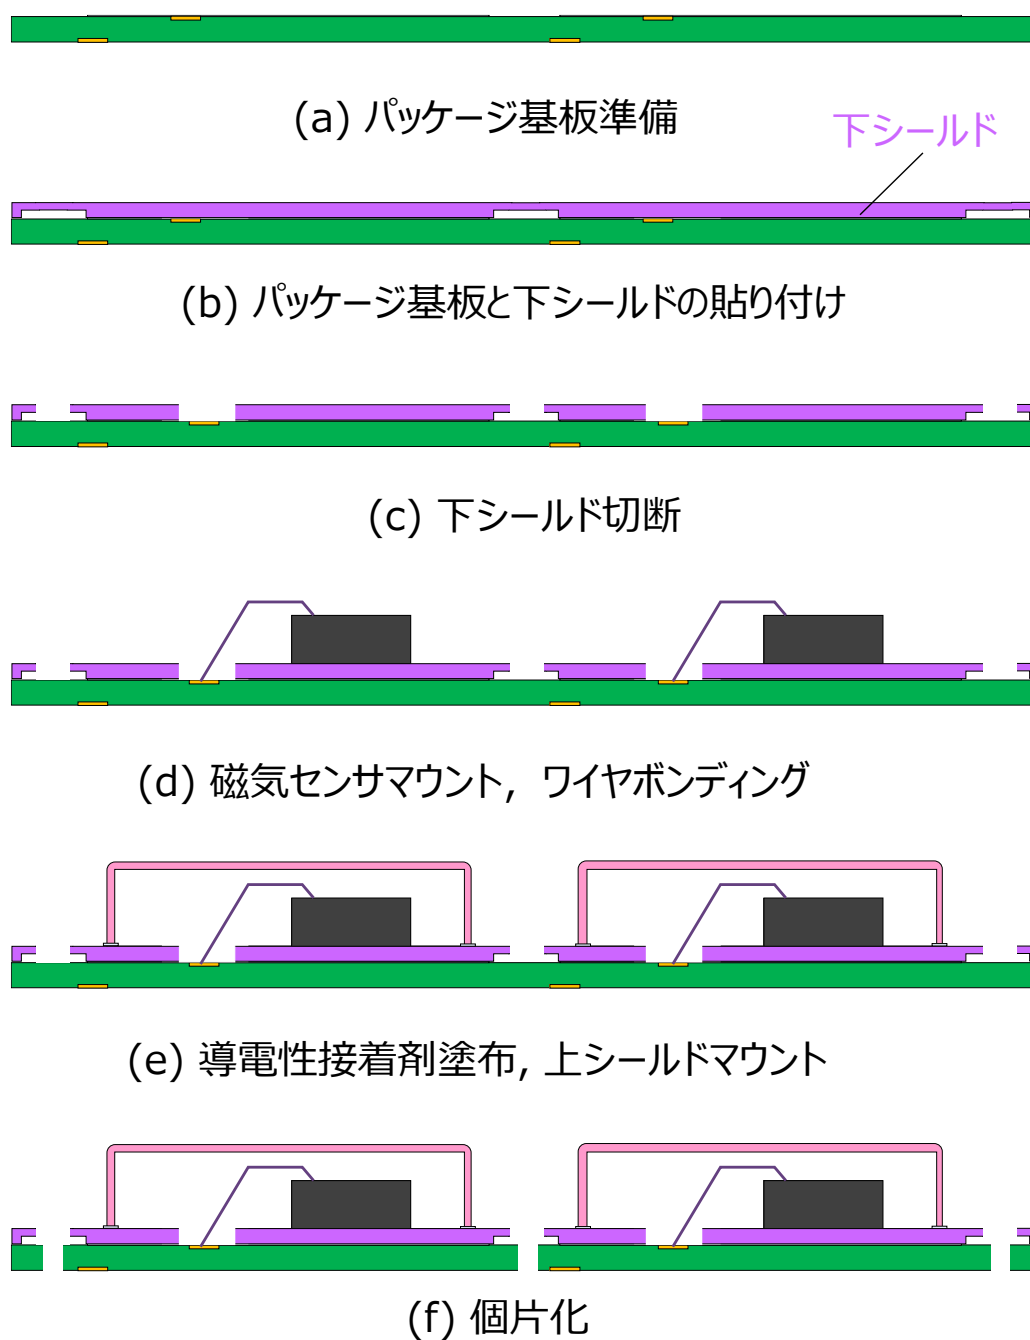 (a) パッケージ基板準備
下シールド
(b) パッケージ基板と下シールドの貼り付け
(c) 下シールド切断
(d) 磁気センサマウント, ワイヤボンディング
(e) 導電性接着剤塗布, 上シールドマウント
(f) 個片化